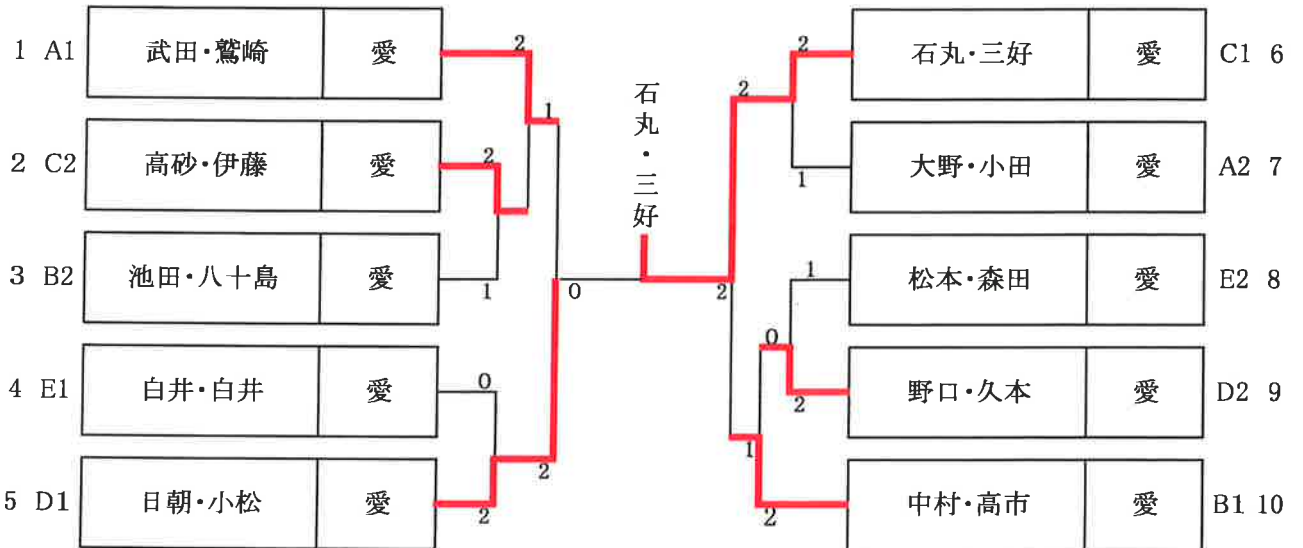 1 A1 武田・鷲崎 愛
2 C2 高砂・伊藤 愛
3 B2 池田・八十島 愛
4 E1 白井・白井 愛
5 D1 日朝・小松 愛
2
1
2
1
0
2
2
0
石丸・三好
2
2
2
1
1
0
2
1
2
石丸・三好 愛 C1 6
大野・小田 愛 A2 7
松本・森田 愛 E2 8
野口・久本 愛 D2 9
中村・高市 愛 B1 10